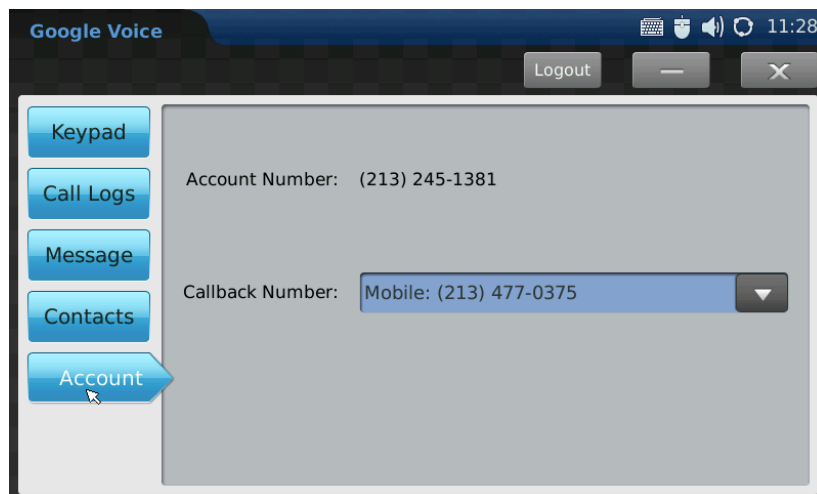 Google Voice
11:28
Logout
Keypad
Call Logs
Message
Contacts
Account
Account Number: (213) 245-1381
Callback Number: Mobile: (213) 477-0375